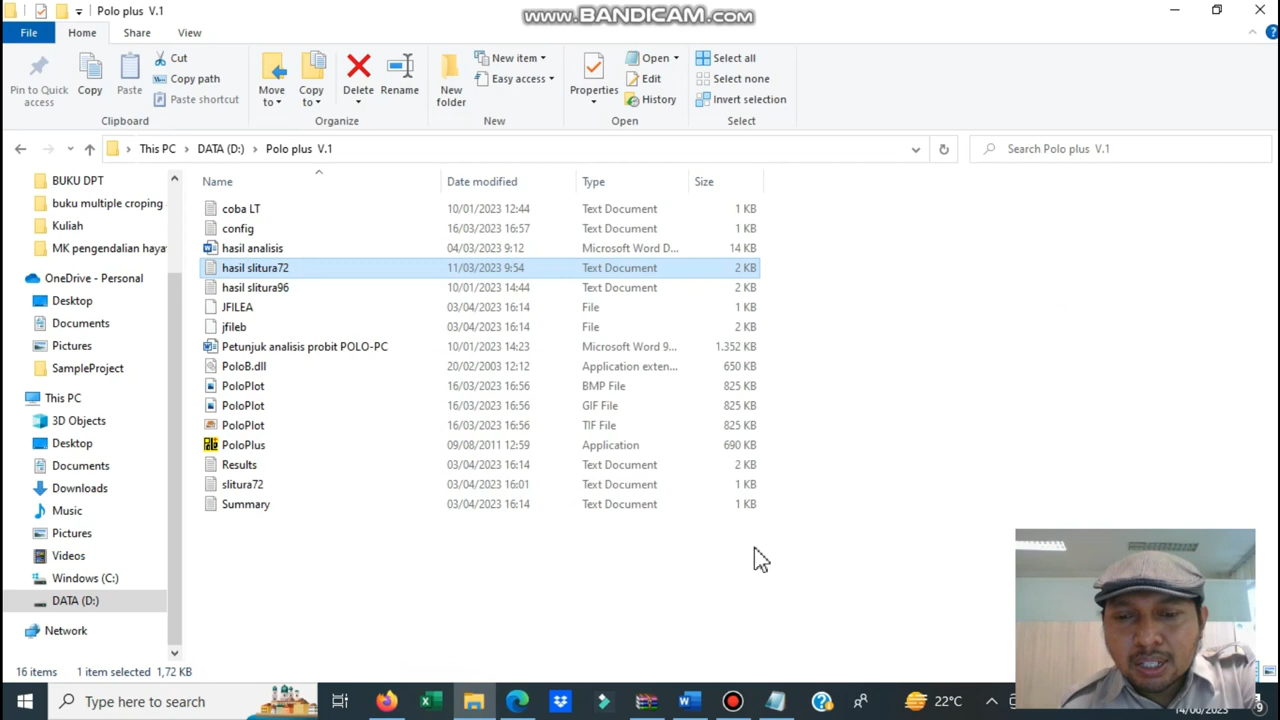 Polo plus V.1
www.BANDICAM.com
File Home Share View
Pin to Quick access
Copy
Paste
Cut
Copy path
Paste shortcut
Move to
Copy to
Delete
Rename
New folder
New item
Easy access
Properties
Open
Edit
History
Select all
Select none
Invert selection
Clipboard Organize New Open Select
This PC > DATA (D:) > Polo plus V.1
Search Polo plus V.1
BUKU DPT
buku multiple croping
Kuliah
MK pengendalian haya
OneDrive - Personal
Desktop
Documents
Pictures
SampleProject
This PC
3D Objects
Desktop
Documents
Downloads
Music
Pictures
Videos
Windows (C:)
DATA (D:)
Network
Name Date modified Type Size
coba LT 10/01/2023 12:44 Text Document 1 KB
config 16/03/2023 16:57 Text Document 1 KB
hasil analisis 04/03/2023 9:12 Microsoft Word D... 14 KB
hasil slitura72 11/03/2023 9:54 Text Document 2 KB
hasil slitura96 10/01/2023 14:44 Text Document 2 KB
JFILEA 03/04/2023 16:14 File 1 KB
jfileb 03/04/2023 16:14 File 2 KB
Petunjuk analisis probit POLO-PC 10/01/2023 14:23 Microsoft Word 9... 1.352 KB
PoloB.dll 20/02/2003 12:12 Application exten... 650 KB
PoloPlot 16/03/2023 16:56 BMP File 825 KB
PoloPlot 16/03/2023 16:56 GIF File 825 KB
PoloPlot 16/03/2023 16:56 TIF File 825 KB
PoloPlus 09/08/2011 12:59 Application 690 KB
Results 03/04/2023 16:14 Text Document 2 KB
slitura72 03/04/2023 16:01 Text Document 1 KB
Summary 03/04/2023 16:14 Text Document 1 KB
16 items 1 item selected 1,72 KB
Type here to search
22°C